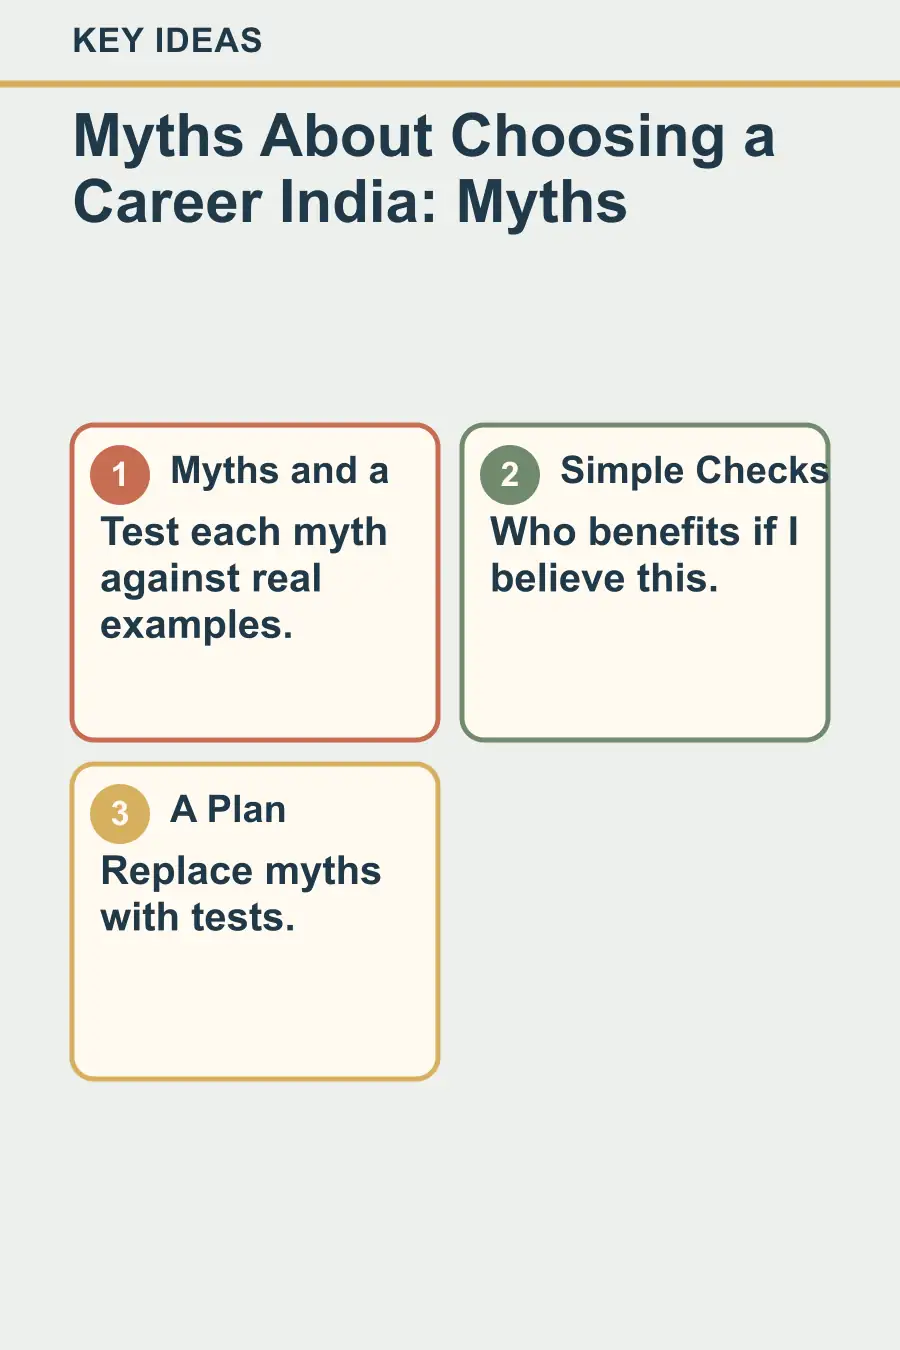 KEY IDEAS
Myths About Choosing a
Career India: Myths
1 Myths and a
Test each myth
against real
examples.
2 Simple Checks
Who benefits if I
believe this.
3 A Plan
Replace myths
with tests.